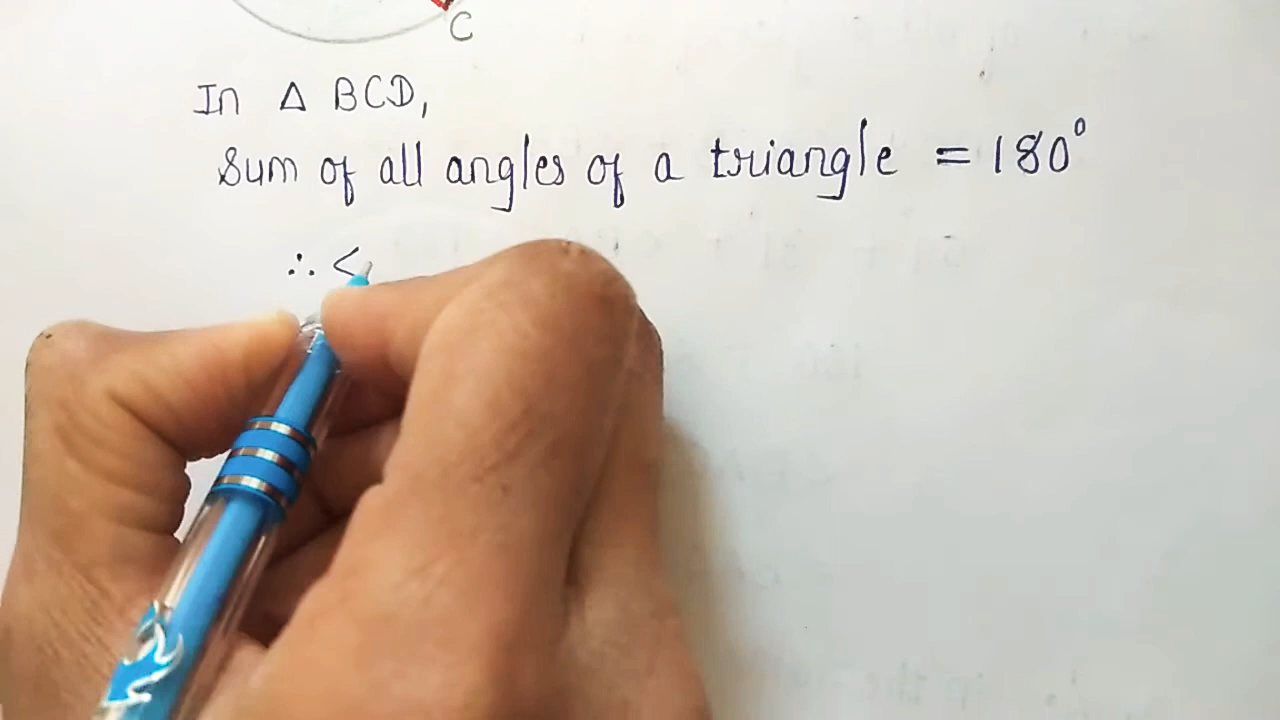 C
In △ BCD,
Sum of all angles of a triangle = 180°
∴ <